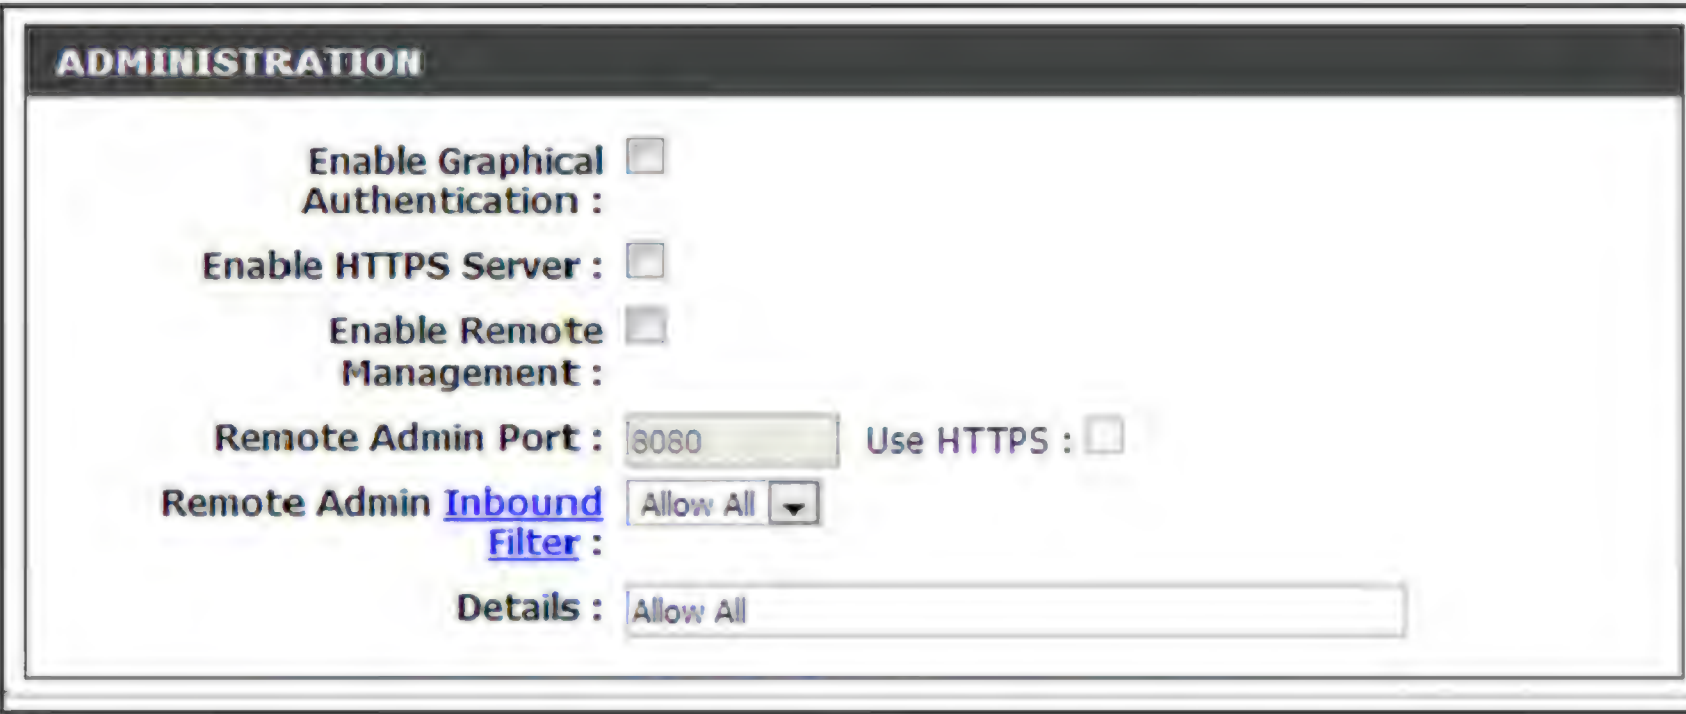 ADMINISTRATION
Enable Graphical
Authentication :
Enable HTTPS Server :
Enable Remote
Management :
Remote Admin Port : 8080 Use HTTPS :
Remote Admin Inbound Allow All
Filter :
Details : Allow All